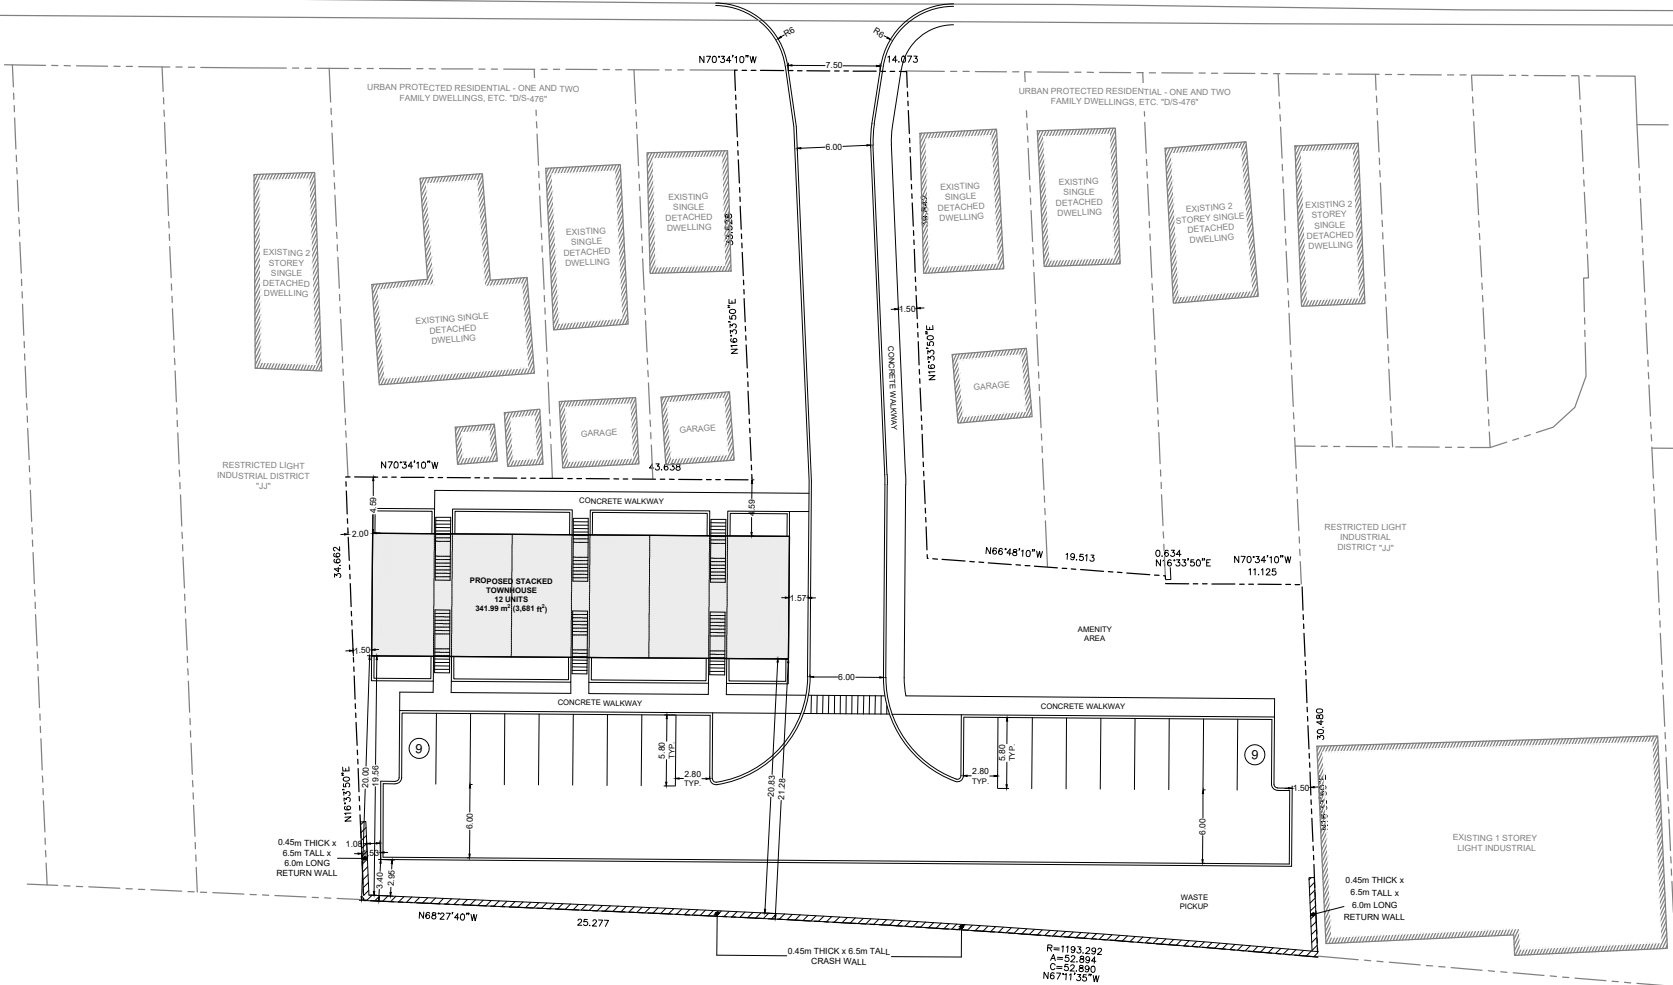 R6
R6
N70°34'10"W
7.50
14.073
URBAN PROTECTED RESIDENTIAL - ONE AND TWO
FAMILY DWELLINGS, ETC. "D/S-476"
URBAN PROTECTED RESIDENTIAL - ONE AND TWO
FAMILY DWELLINGS, ETC. "D/S-476"
6.00
EXISTING 2
STOREY
SINGLE
DETACHED
DWELLING
EXISTING SINGLE
DETACHED
DWELLING
EXISTING
SINGLE
DETACHED
DWELLING
EXISTING
SINGLE
DETACHED
DWELLING
33.528
N16°33'50"E
EXISTING
SINGLE
DETACHED
DWELLING
EXISTING
SINGLE
DETACHED
DWELLING
EXISTING 2
STOREY SINGLE
DETACHED
DWELLING
EXISTING 2
STOREY
SINGLE
DETACHED
DWELLING
1.50
N16°33'50"E
CONCRETE WALKWAY
GARAGE
GARAGE
GARAGE
RESTRICTED LIGHT
INDUSTRIAL DISTRICT
"JJ"
N70°34'10"W
43.638
4.59
4.59
CONCRETE WALKWAY
2.00
34.662
PROPOSED STACKED
TOWNHOUSE
12 UNITS
341.99 m² (3,681 ft²)
1.57
1.50
N66°48'10"W
19.513
0.634
N16°33'50"E
N70°34'10"W
11.125
RESTRICTED LIGHT
INDUSTRIAL
DISTRICT "JJ"
AMENITY
AREA
6.00
CONCRETE WALKWAY
CONCRETE WALKWAY
9
5.80
TYP.
2.80
TYP.
5.80
TYP.
2.80
TYP.
9
30.480
1.50
N16°33'50"E
N16°33'50"E
20.00
19.56
20.83
21.28
6.00
6.00
0.45m THICK x
6.5m TALL x
6.0m LONG
RETURN WALL
3.40
2.95
EXISTING 1 STOREY
LIGHT INDUSTRIAL
WASTE
PICKUP
0.45m THICK x
6.5m TALL x
6.0m LONG
RETURN WALL
N68°27'40"W
25.277
0.45m THICK x 6.5m TALL
CRASH WALL
R=1193.292
A=52.894
C=52.890
N67°11'35"W